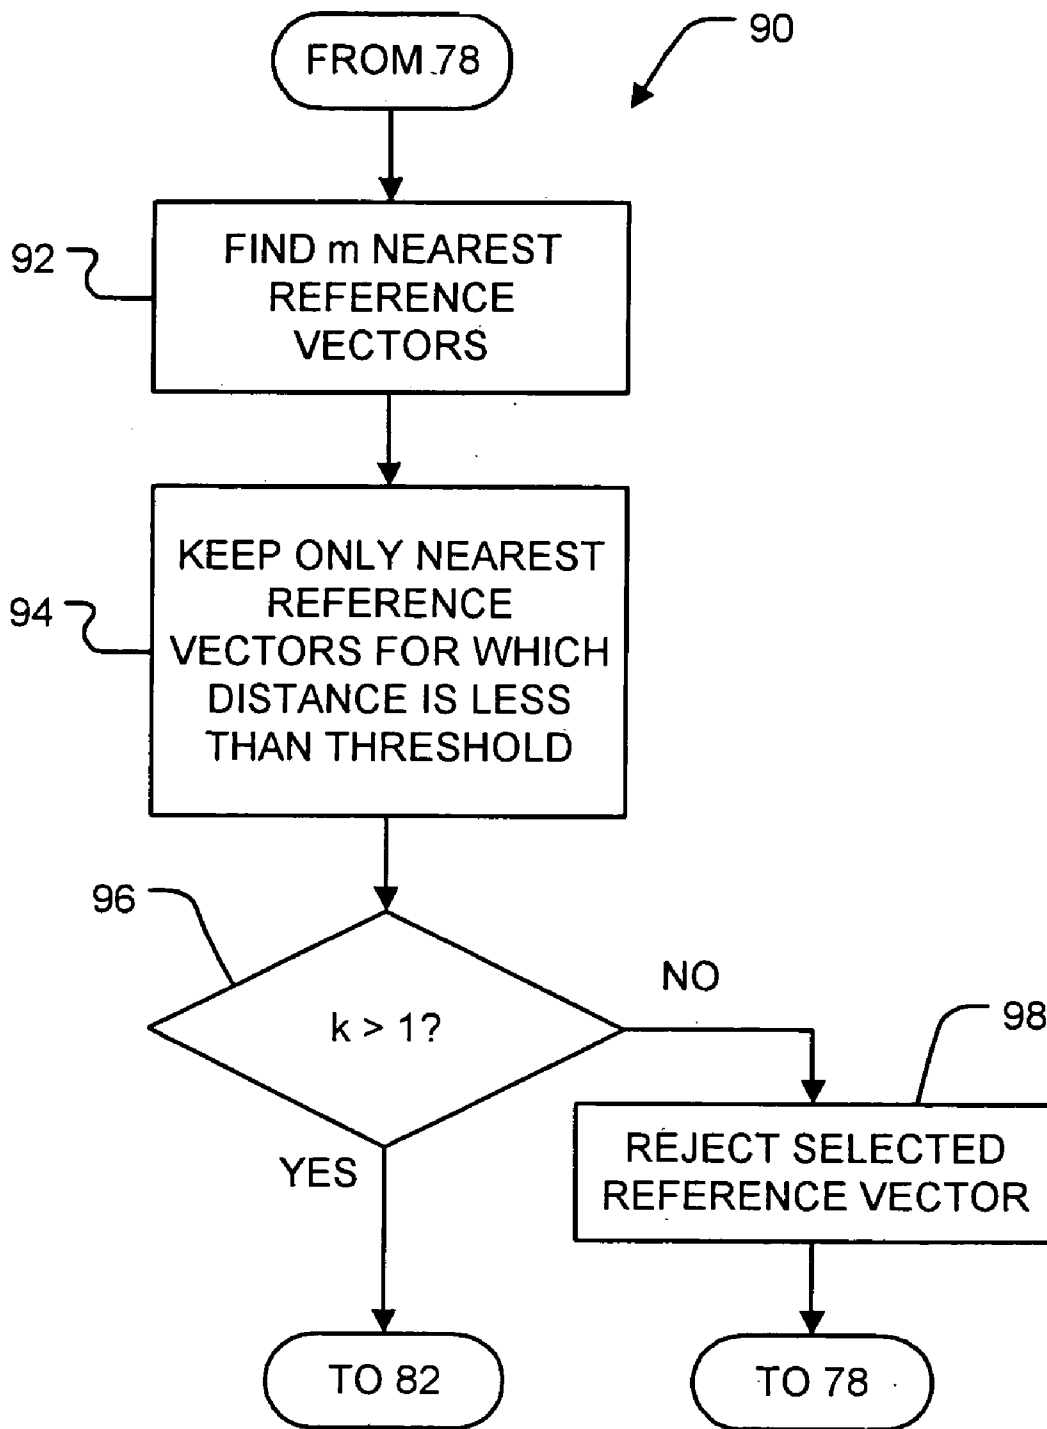 FROM 78
90
92
FIND m NEAREST
REFERENCE
VECTORS
94
KEEP ONLY NEAREST
REFERENCE
VECTORS FOR WHICH
DISTANCE IS LESS
THAN THRESHOLD
96
k > 1?
NO
98
YES
REJECT SELECTED
REFERENCE VECTOR
TO 82
TO 78